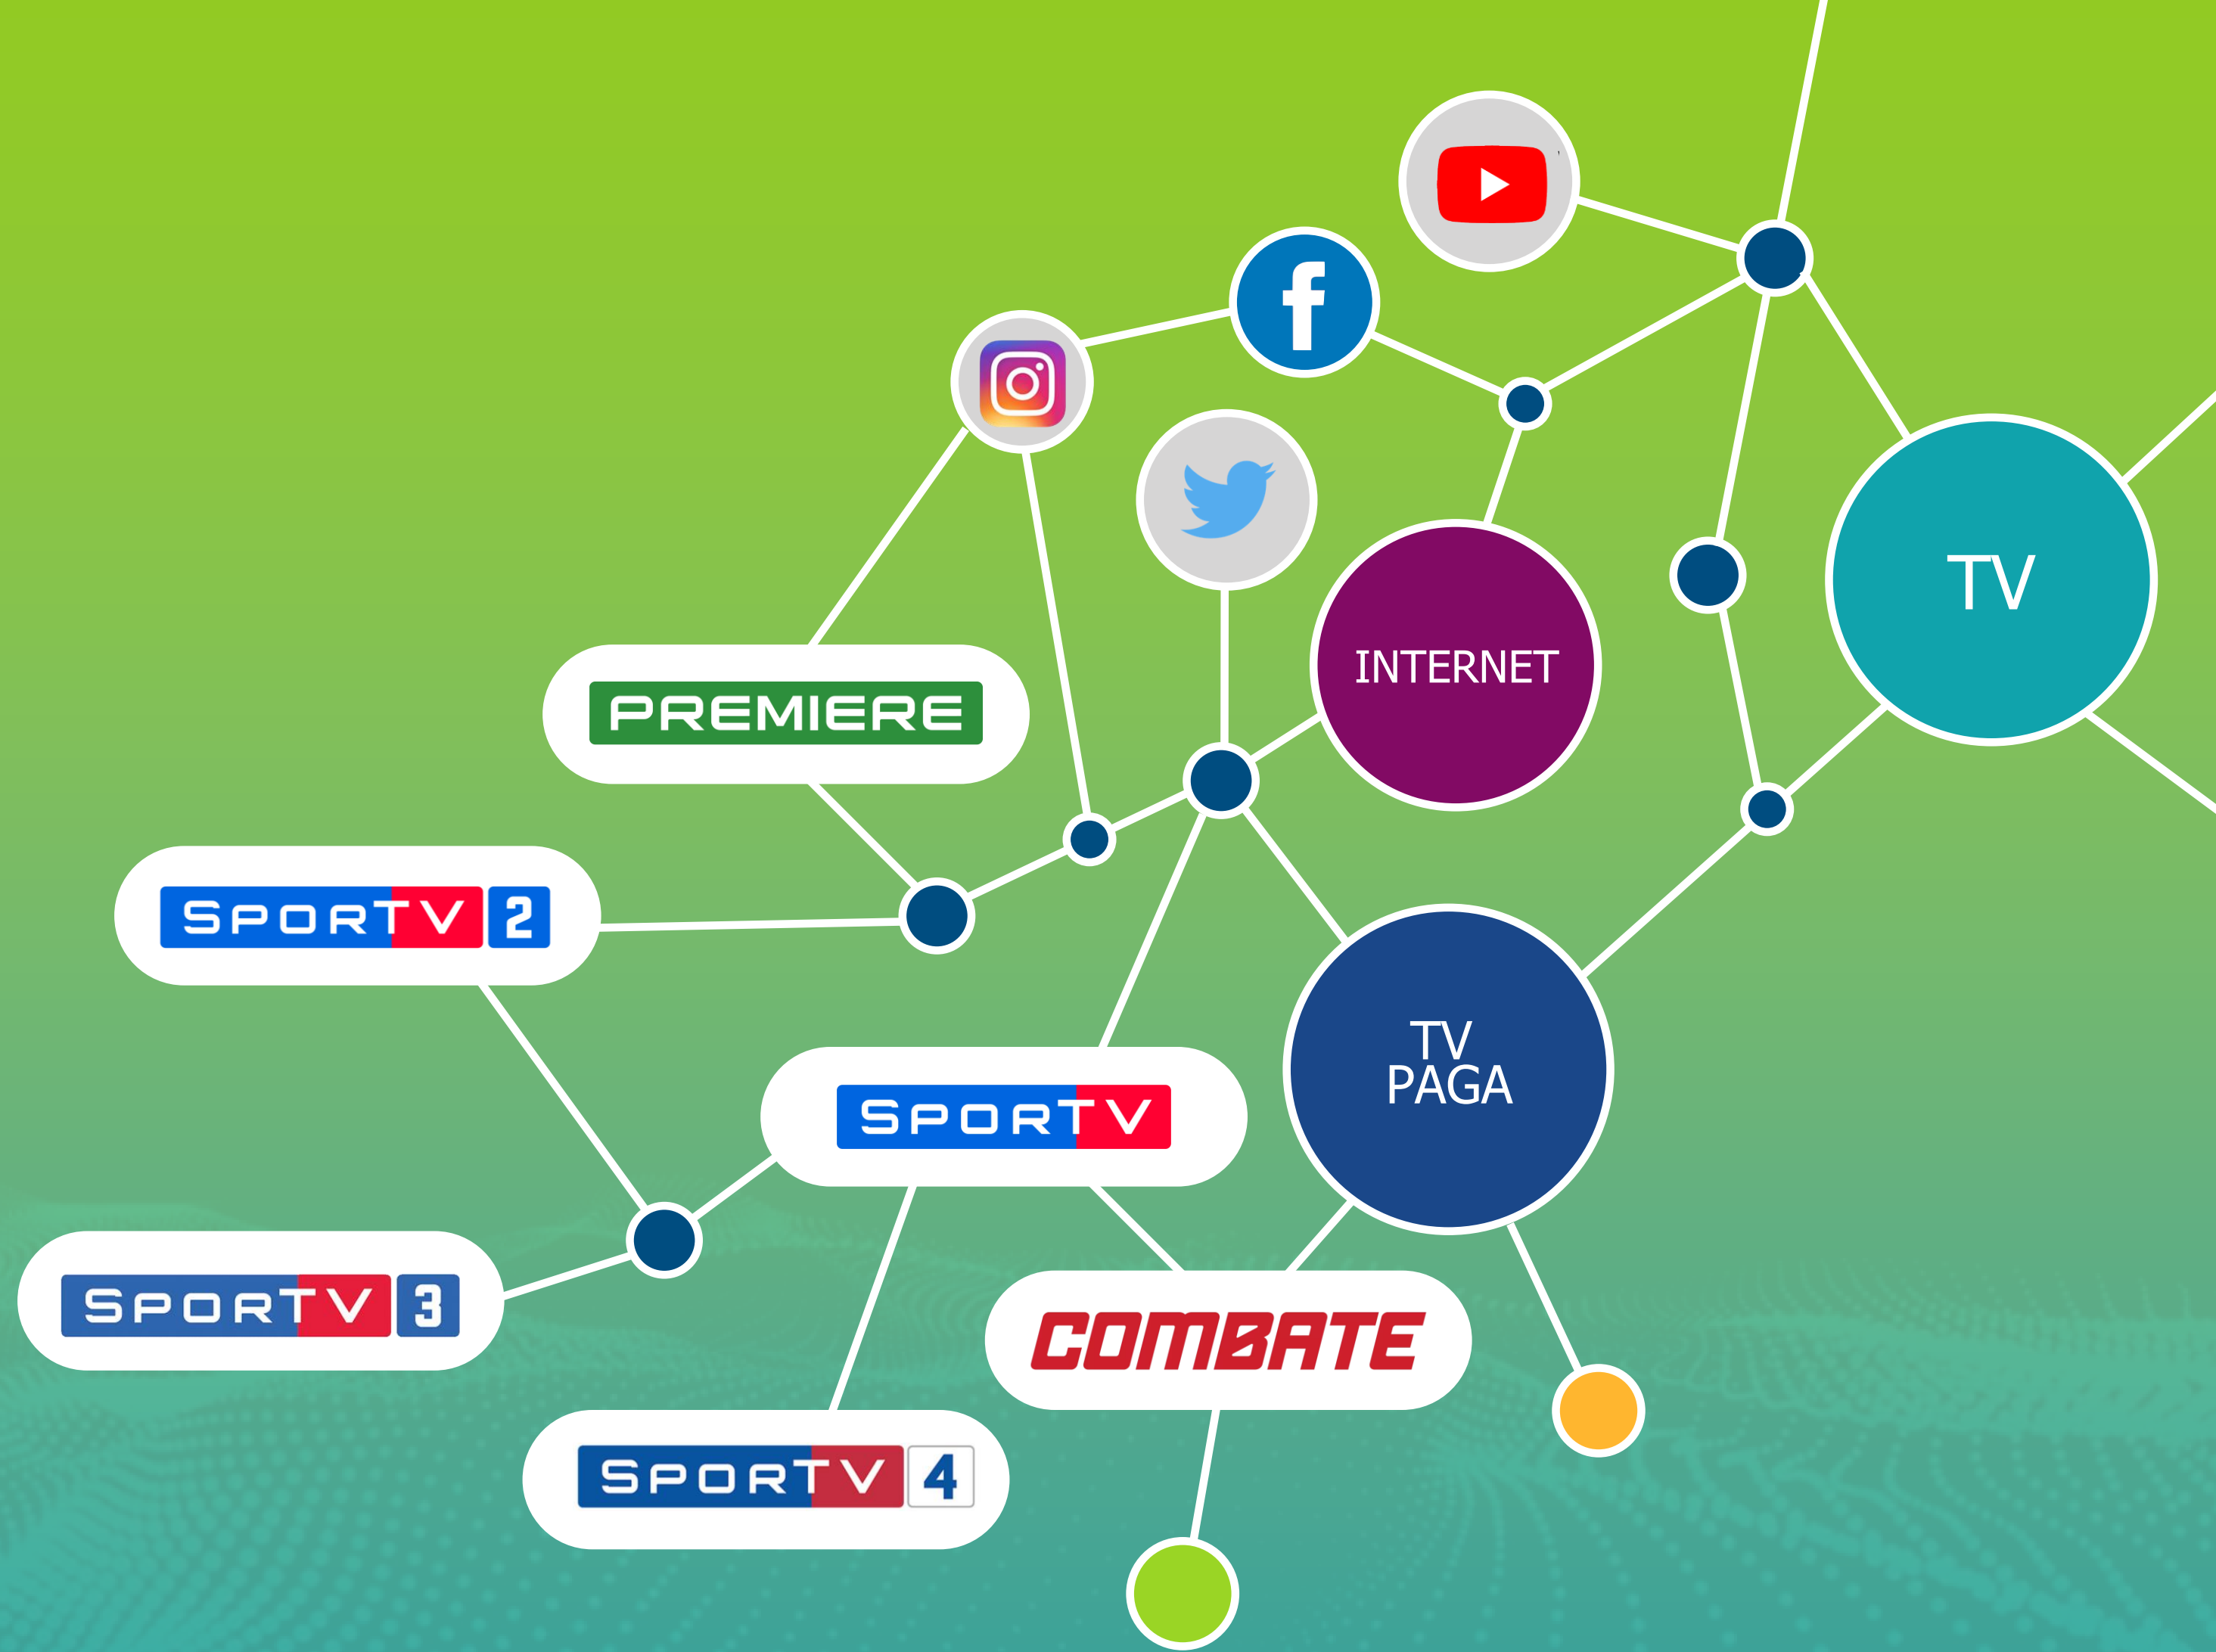 f
TV
INTERNET
PREMIERE
SPORTV 2
TV
PAGA
SPORTV
SPORTV 3
COMBATE
SPORTV 4